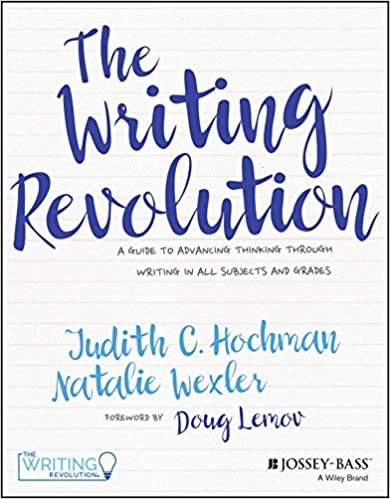 The
Writing
Revolution
A GUIDE TO ADVANCING THINKING THROUGH
WRITING IN ALL SUBJECTS AND GRADES
Judith C. Hochman
Natalie Wexler
FOREWORD BY Doug Lemov
THE
WRITING
REVOLUTION
JOSSEY-BASS™
A Wiley Brand